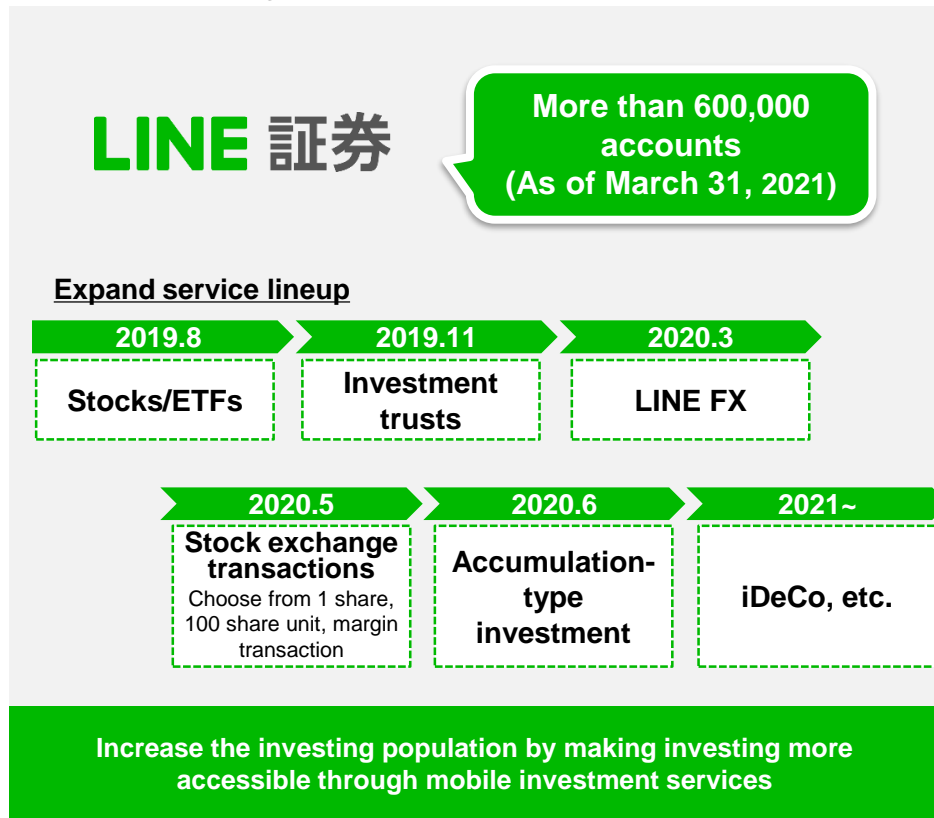 LINE 証券
More than 600,000
accounts
(As of March 31, 2021)
Expand service lineup
2019.8
2019.11
2020.3
Stocks/ETFs
Investment
trusts
LINE FX
2020.5
2020.6
2021~
Stock exchange
transactions
Choose from 1 share,
100 share unit, margin
transaction
Accumulation-
type
investment
iDeCo, etc.
Increase the investing population by making investing more
accessible through mobile investment services